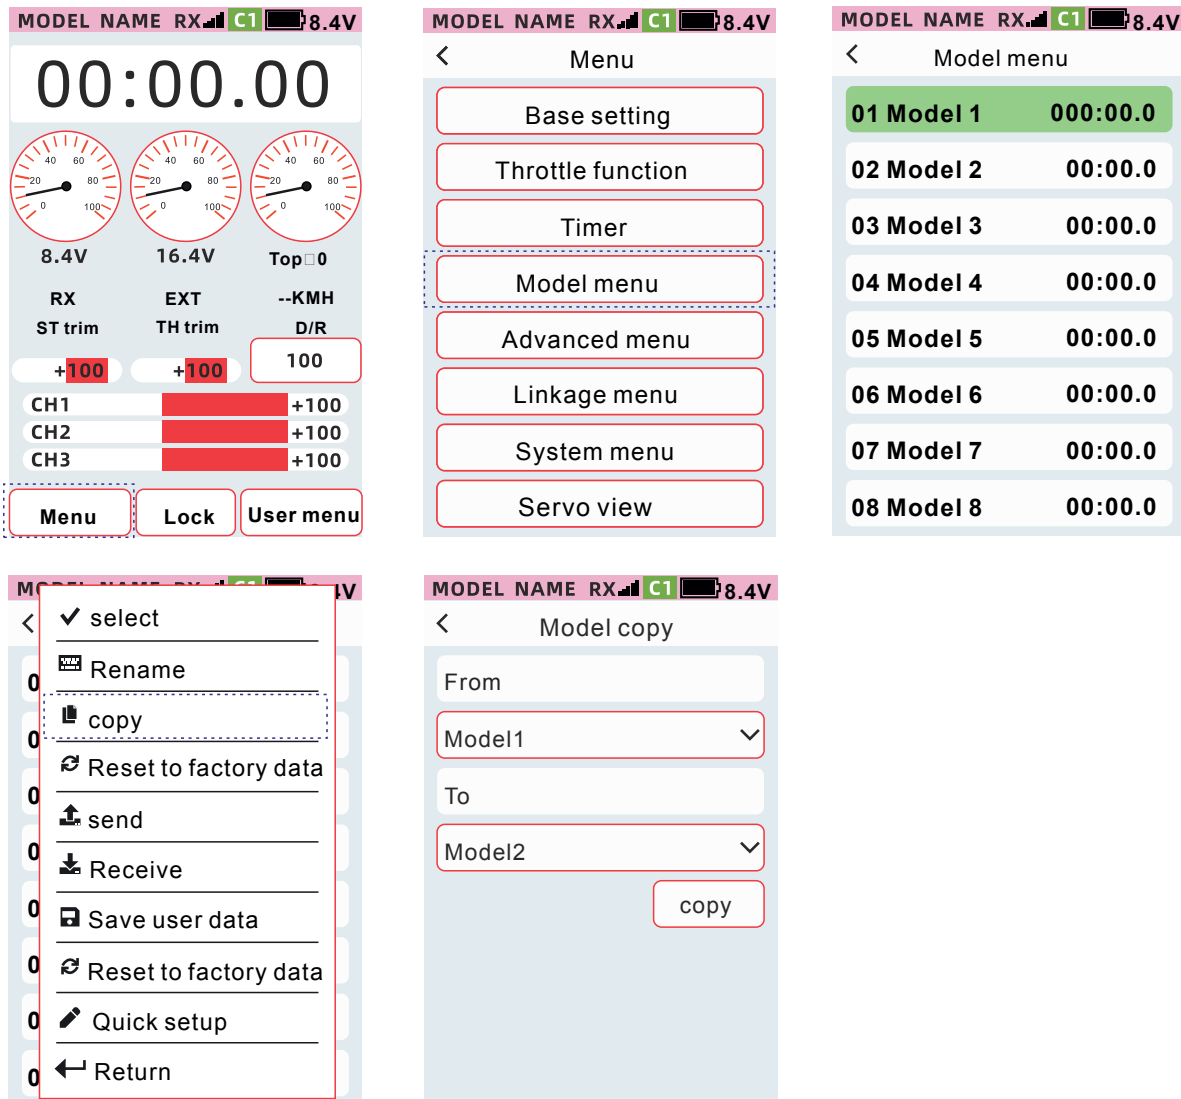 MODEL NAME RX C1 8.4V
00:00.00
40 60
20 80
0 100
40 60
20 80
0 100
40 60
20 80
0 100
8.4V 16.4V Top□0
RX EXT --KMH
ST trim TH trim D/R
+100 +100 100
CH1 +100
CH2 +100
CH3 +100
Menu Lock User menu
MODEL NAME RX C1 8.4V
Menu
Base setting
Throttle function
Timer
Model menu
Advanced menu
Linkage menu
System menu
Servo view
MODEL NAME RX C1 8.4V
Model menu
01 Model 1 000:00.0
02 Model 2 00:00.0
03 Model 3 00:00.0
04 Model 4 00:00.0
05 Model 5 00:00.0
06 Model 6 00:00.0
07 Model 7 00:00.0
08 Model 8 00:00.0
select
Rename
copy
Reset to factory data
send
Receive
Save user data
Reset to factory data
Quick setup
Return
MODEL NAME RX C1 8.4V
Model copy
From
Model1
To
Model2
copy